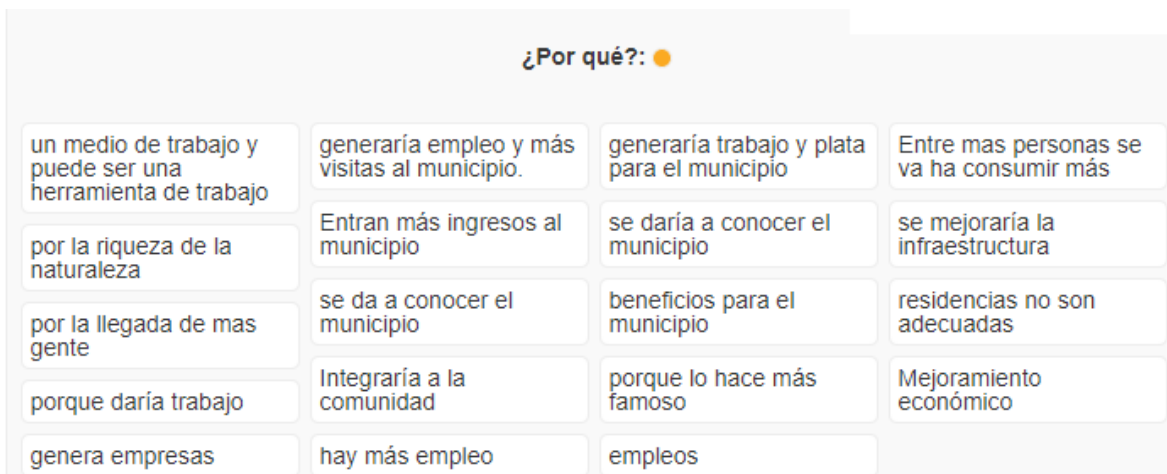 ¿Por qué?:
un medio de trabajo y
puede ser una
herramienta de trabajo
por la riqueza de la
naturaleza
por la llegada de mas
gente
porque daría trabajo
genera empresas
generaría empleo y más
visitas al municipio.
Entran más ingresos al
municipio
se da a conocer el
municipio
Integraría a la
comunidad
hay más empleo
generaría trabajo y plata
para el municipio
se daría a conocer el
municipio
beneficios para el
municipio
porque lo hace más
famoso
empleos
Entre mas personas se
va ha consumir más
se mejoraría la
infraestructura
residencias no son
adecuadas
Mejoramiento
económico